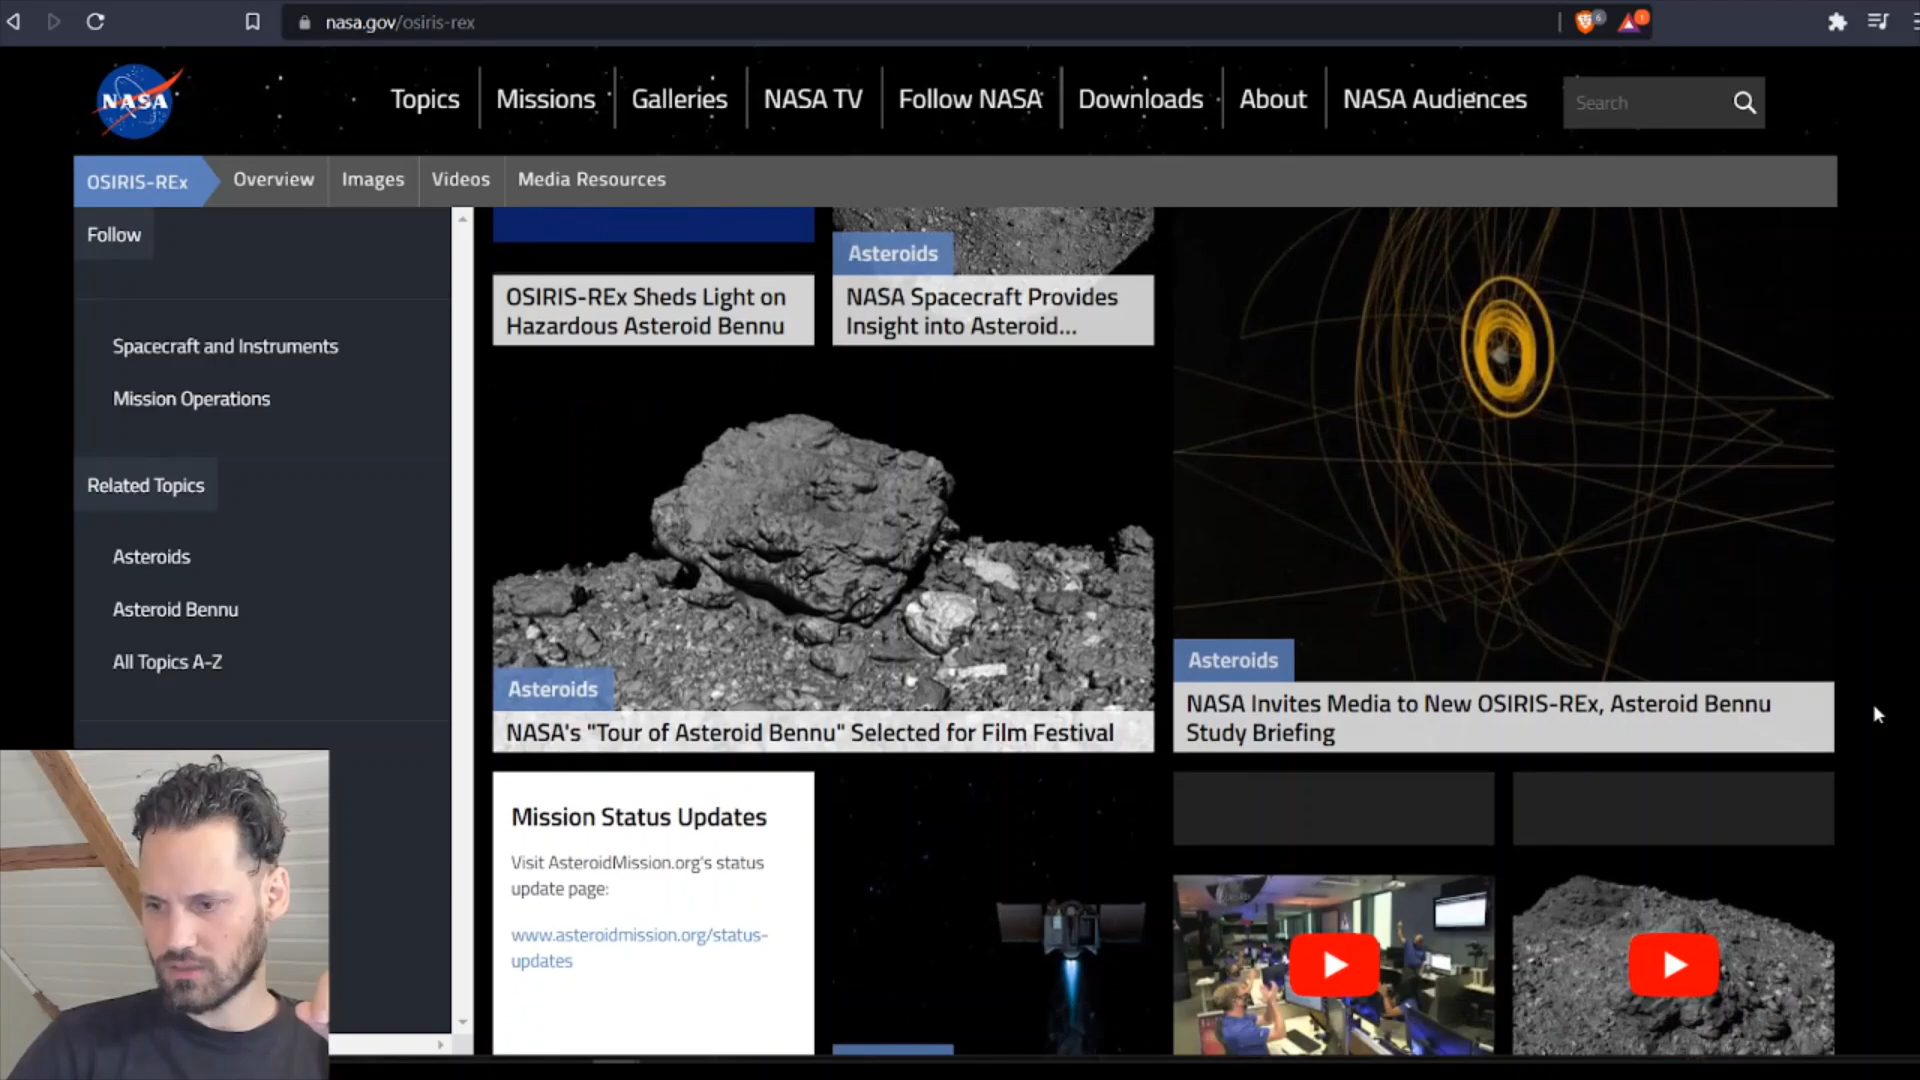 nasa.gov/osiris-rex
6
1
NASA
Topics
Missions
Galleries
NASA TV
Follow NASA
Downloads
About
NASA Audiences
Search
OSIRIS-REx
Overview
Images
Videos
Media Resources
Follow
Spacecraft and Instruments
Mission Operations
Related Topics
Asteroids
Asteroid Bennu
All Topics A-Z
OSIRIS-REx Sheds Light on
Hazardous Asteroid Bennu
Asteroids
NASA Spacecraft Provides
Insight into Asteroid...
Asteroids
NASA's "Tour of Asteroid Bennu" Selected for Film Festival
Asteroids
NASA Invites Media to New OSIRIS-REx, Asteroid Bennu
Study Briefing
Mission Status Updates
Visit AsteroidMission.org's status
update page:
www.asteroidmission.org/status-
updates